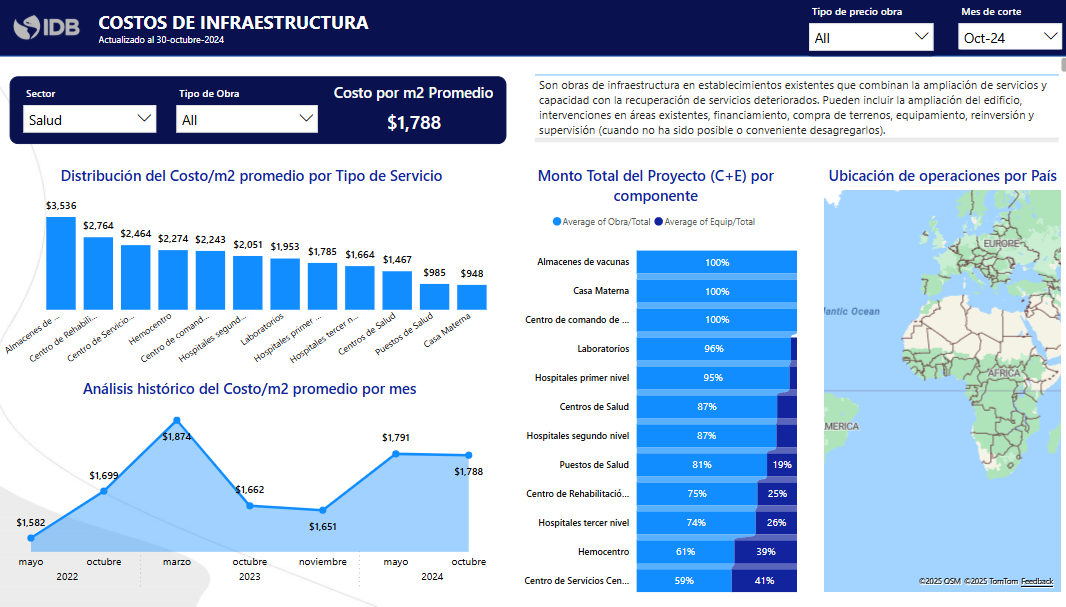 IDB
COSTOS DE INFRAESTRUCTURA
Actualizado al 30-octubre-2024
Tipo de precio obra
All
Mes de corte
Oct-24
Sector
Salud
Tipo de Obra
All
Costo por m2 Promedio
$1,788
Son obras de infraestructura en establecimientos existentes que combinan la ampliación de servicios y
capacidad con la recuperación de servicios deteriorados. Pueden incluir la ampliación del edificio,
intervenciones en áreas existentes, financiamiento, compra de terrenos, equipamiento, reinversión y
supervisión (cuando no ha sido posible o conveniente desagregarlos).
Distribución del Costo/m2 promedio por Tipo de Servicio
$3,536
$2,764
$2,464
$2,274
$2,243
$2,051
$1,953
$1,785
$1,664
$1,467
$985
$948
Almacenes de ...
Centro de Rehabili...
Centro de Servicio...
Hemocentro
Centro de comand...
Hospitales segund...
Laboratorios
Hospitales primer ...
Hospitales tercer n...
Centros de Salud
Puestos de Salud
Casa Materna
Análisis histórico del Costo/m2 promedio por mes
$1,582
$1,699
$1,874
$1,662
$1,651
$1,791
$1,788
mayo octubre marzo octubre noviembre mayo octubre
2022 2023 2024
Monto Total del Proyecto (C+E) por
componente
Average of Obra/Total Average of Equip/Total
Almacenes de vacunas 100%
Casa Materna 100%
Centro de comando de ... 100%
Laboratorios 96%
Hospitales primer nivel 95%
Centros de Salud 87%
Hospitales segundo nivel 87%
Puestos de Salud 81% 19%
Centro de Rehabilitació... 75% 25%
Hospitales tercer nivel 74% 26%
Hemocentro 61% 39%
Centro de Servicios Cen... 59% 41%
Ubicación de operaciones por País
EUROPE
lantic Ocean
AFRICA
MERICA
©2025 OSM ©2025 TomTom Feedback